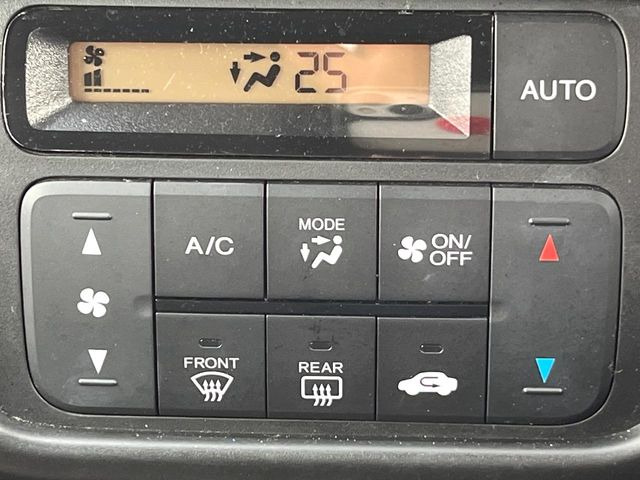 25
AUTO
A/C
MODE
ON/
OFF
FRONT
REAR